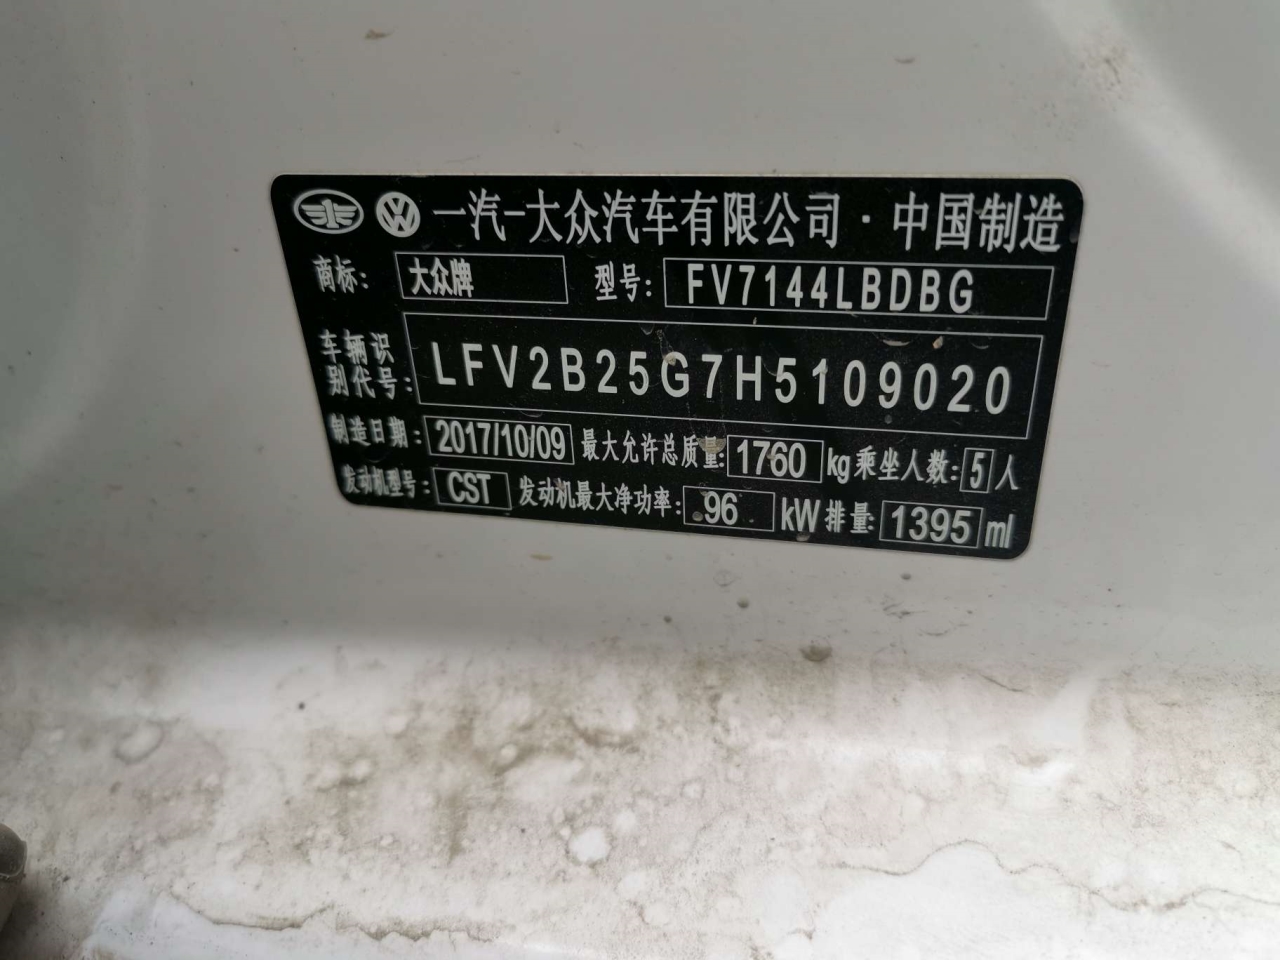 一汽-大众汽车有限公司·中国制造
商标: 大众牌 型号: FV7144LBDBG
车辆识别代号: LFV2B25G7H5109020
制造日期: 2017/10/09 最大允许总质量: 1760 kg 乘坐人数: 5 人
发动机型号: CST 发动机最大净功率: 96 kW 排量: 1395 ml